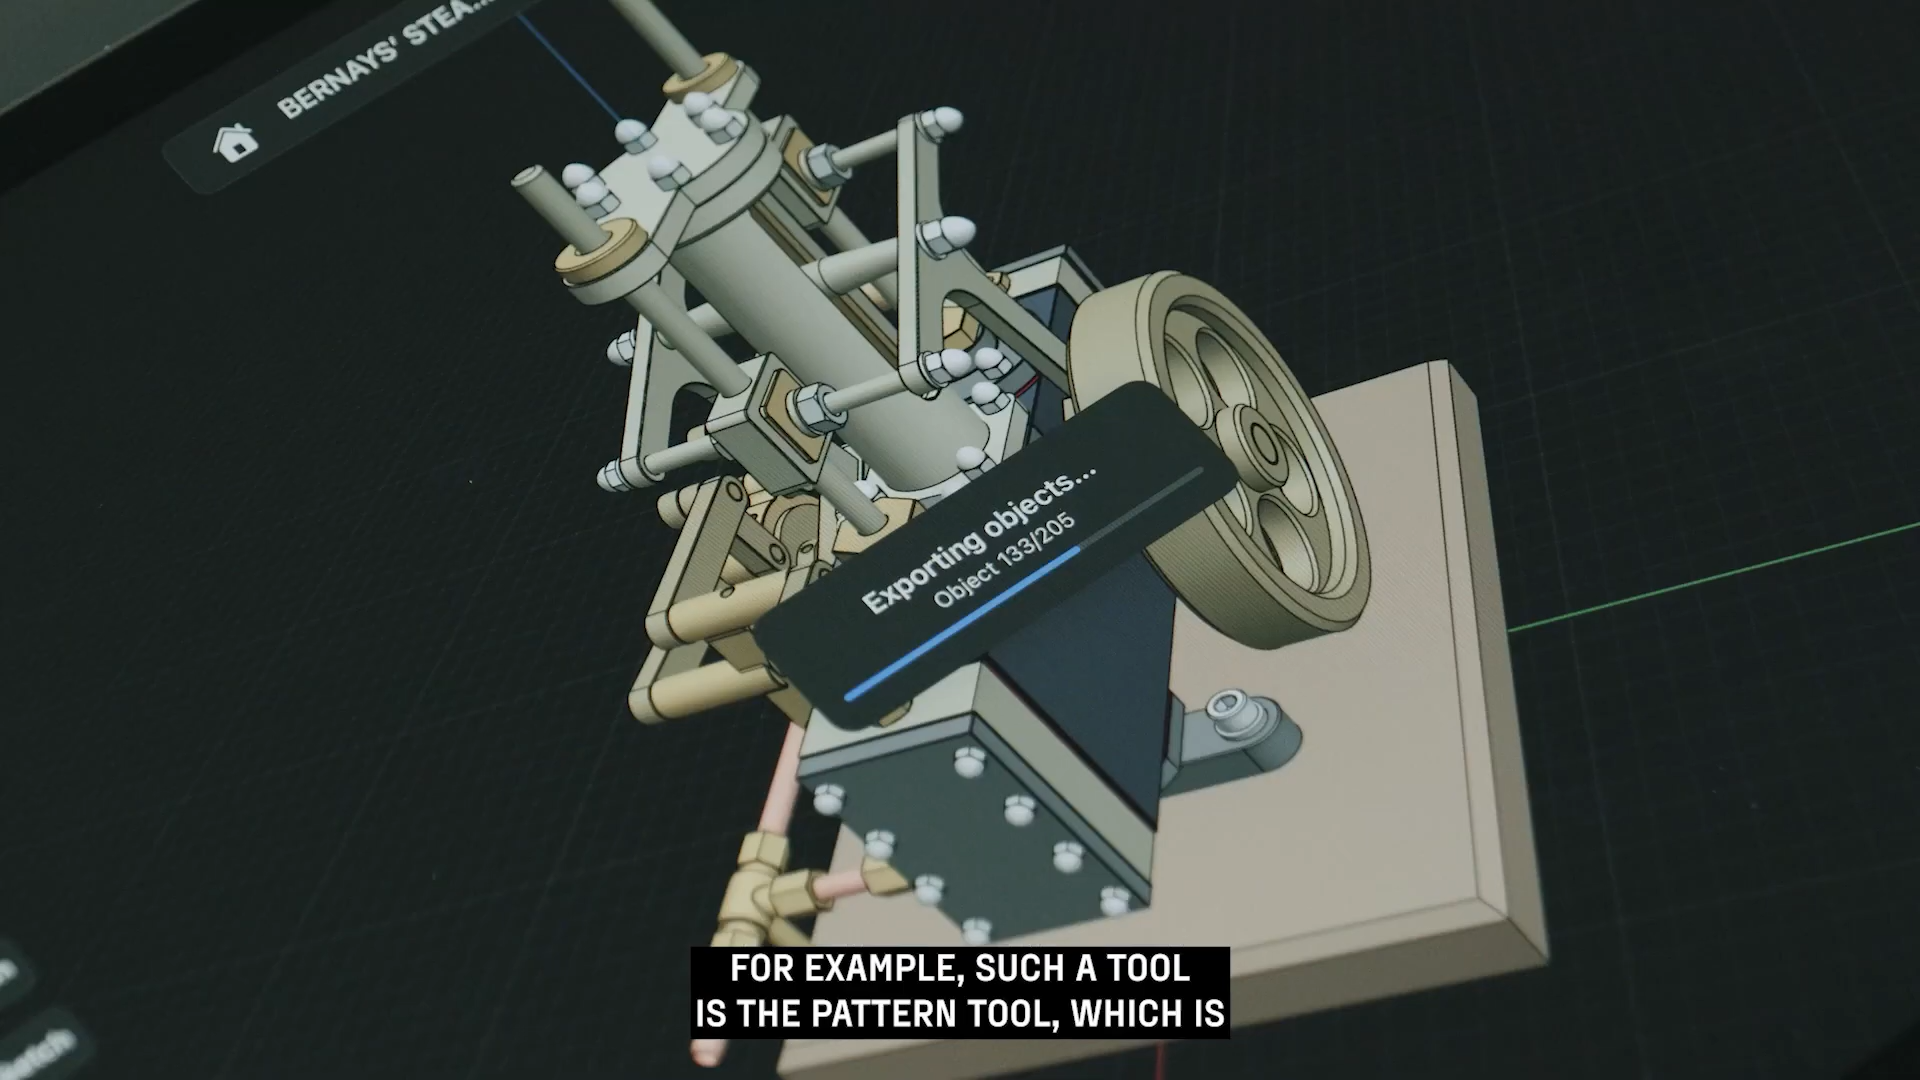 BERNAYS' STEA...
Exporting objects...
Object 133/205
FOR EXAMPLE, SUCH A TOOL
IS THE PATTERN TOOL, WHICH IS